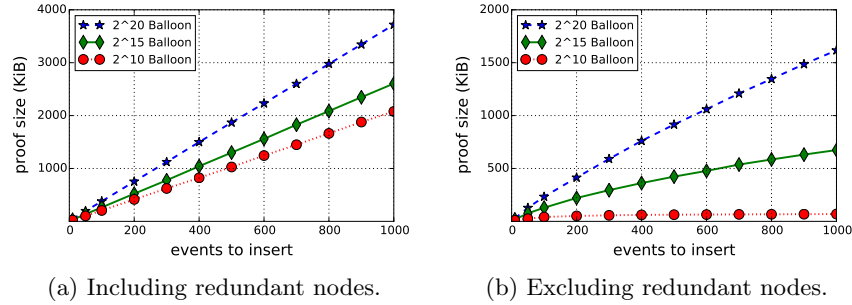 4000
3000
2000
1000
proof size (KiB)
2^20 Balloon
2^15 Balloon
2^10 Balloon
0 200 400 600 800 1000
events to insert
(a) Including redundant nodes.
2000
1500
1000
500
proof size (KiB)
2^20 Balloon
2^15 Balloon
2^10 Balloon
0 200 400 600 800 1000
events to insert
(b) Excluding redundant nodes.